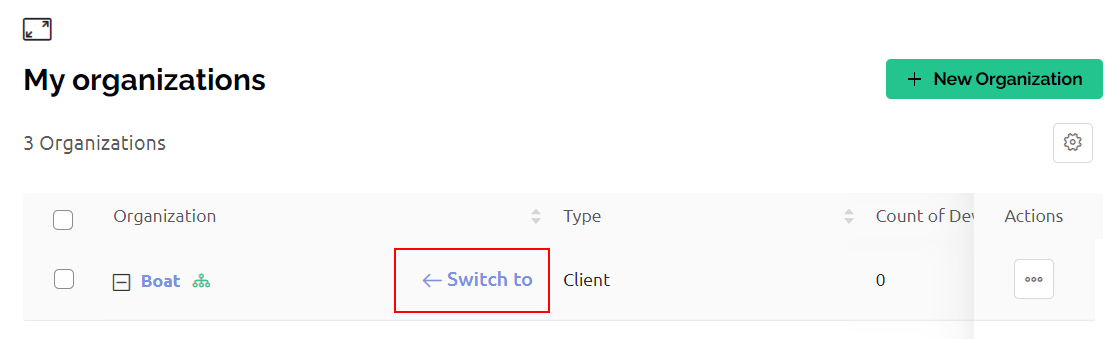 My organizations
+ New Organization
3 Organizations
Organization Type Count of Dev Actions
Boat ← Switch to Client 0